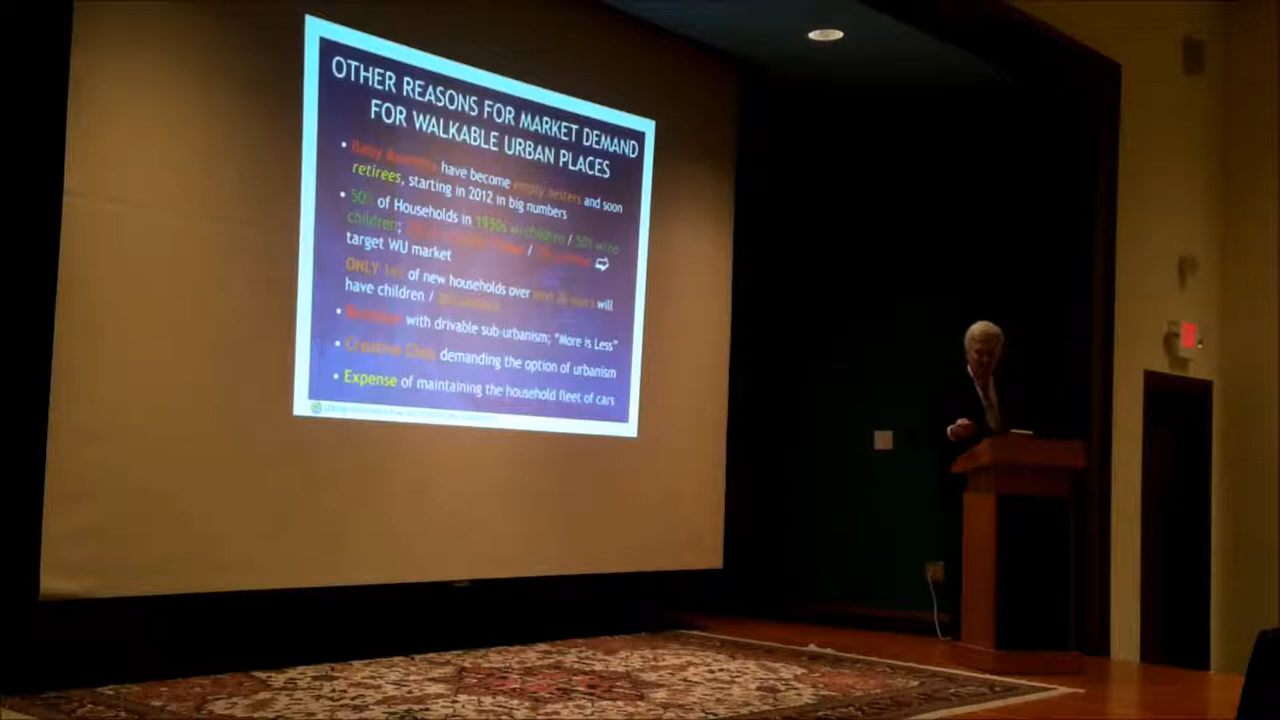 OTHER REASONS FOR MARKET DEMAND
FOR WALKABLE URBAN PLACES
• Baby Boomers have become empty nesters and soon
retirees, starting in 2012 in big numbers
• 50% of Households in 1950s w/children / 50% w/no
children; /
target WU market
ONLY of new households over will
have children /
• with drivable sub-urbanism; "More is Less"
• Creative Class demanding the option of urbanism
• Expense of maintaining the household fleet of cars